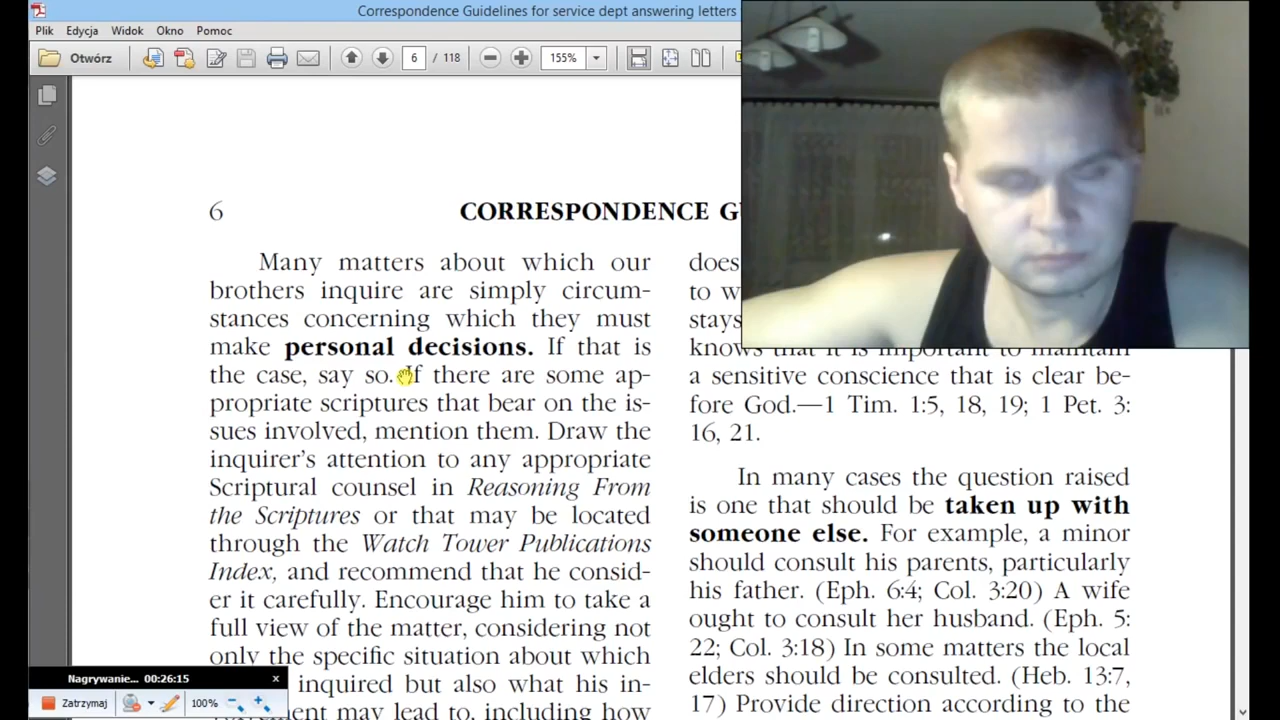 Correspondence Guidelines for service dept answering letters
Plik Edycja Widok Okno Pomoc
Otwórz 6 / 118 155%
6 CORRESPONDENCE
Many matters about which our
brothers inquire are simply circum-
stances concerning which they must
make personal decisions. If that is
the case, say so. If there are some ap-
propriate scriptures that bear on the is-
sues involved, mention them. Draw the
inquirer's attention to any appropriate
Scriptural counsel in Reasoning From
the Scriptures or that may be located
through the Watch Tower Publications
Index, and recommend that he consid-
er it carefully. Encourage him to take a
full view of the matter, considering not
only the specific situation about which
inquired but also what his in-
may lead to, including how
does
to w
stays
knows that it is important to maintain
a sensitive conscience that is clear be-
fore God.—1 Tim. 1:5, 18, 19; 1 Pet. 3:
16, 21.
In many cases the question raised
is one that should be taken up with
someone else. For example, a minor
should consult his parents, particularly
his father. (Eph. 6:4; Col. 3:20) A wife
ought to consult her husband. (Eph. 5:
22; Col. 3:18) In some matters the local
elders should be consulted. (Heb. 13:7,
17) Provide direction according to the
Nagrywanie... 00:26:15
Zatrzymaj 100%